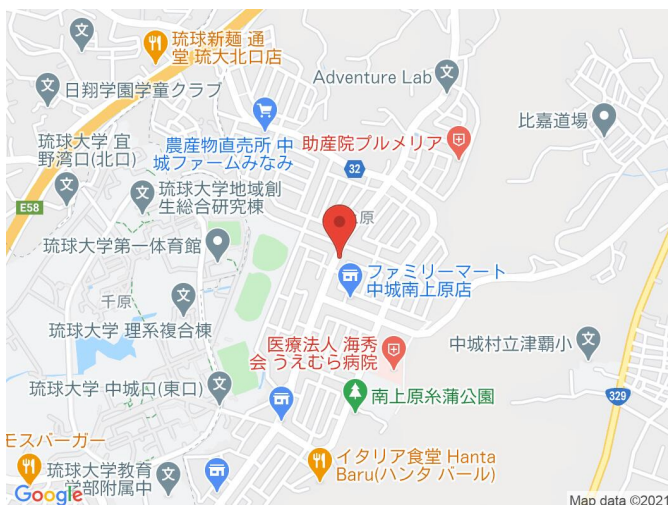 琉球新麺 通
堂 琉大北口店
日翔学園学童クラブ
Adventure Lab
比嘉道場
農産物直売所 中
城ファームみなみ
助産院プルメリア
琉球大学 宜
野湾口(北口)
32
琉球大学地域創
生総合研究棟
E58
上原
琉球大学第一体育館
ファミリーマート
中城南上原店
千原
琉球大学 理系複合棟
医療法人 海秀
会 うえむら病院
中城村立津覇小
琉球大学 中城口(東口)
南上原糸蒲公園
329
モスバーガー
イタリア食堂 Hanta
Baru(ハンタ バール)
琉球大学教育
学部附属中
Google
Map data ©2021